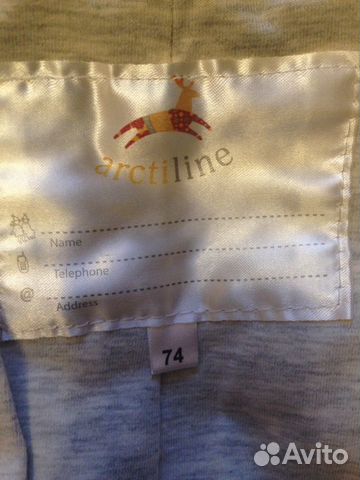 arctiline
Name
Telephone
@
Address
74
Avito